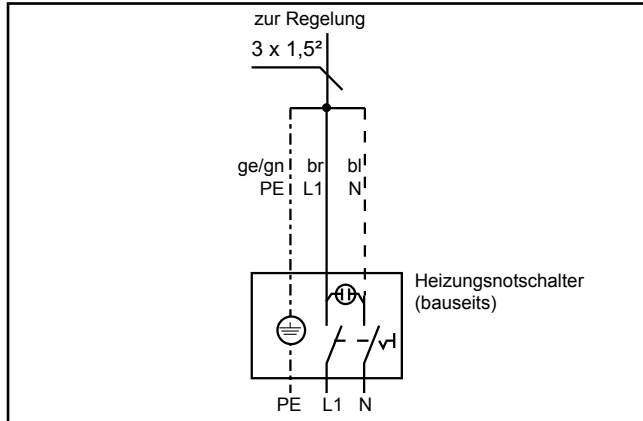 zur Regelung
3 x 1,5²
ge/gn br bl
PE L1 N
Heizungsnotschalter
(bauseits)
PE L1 N